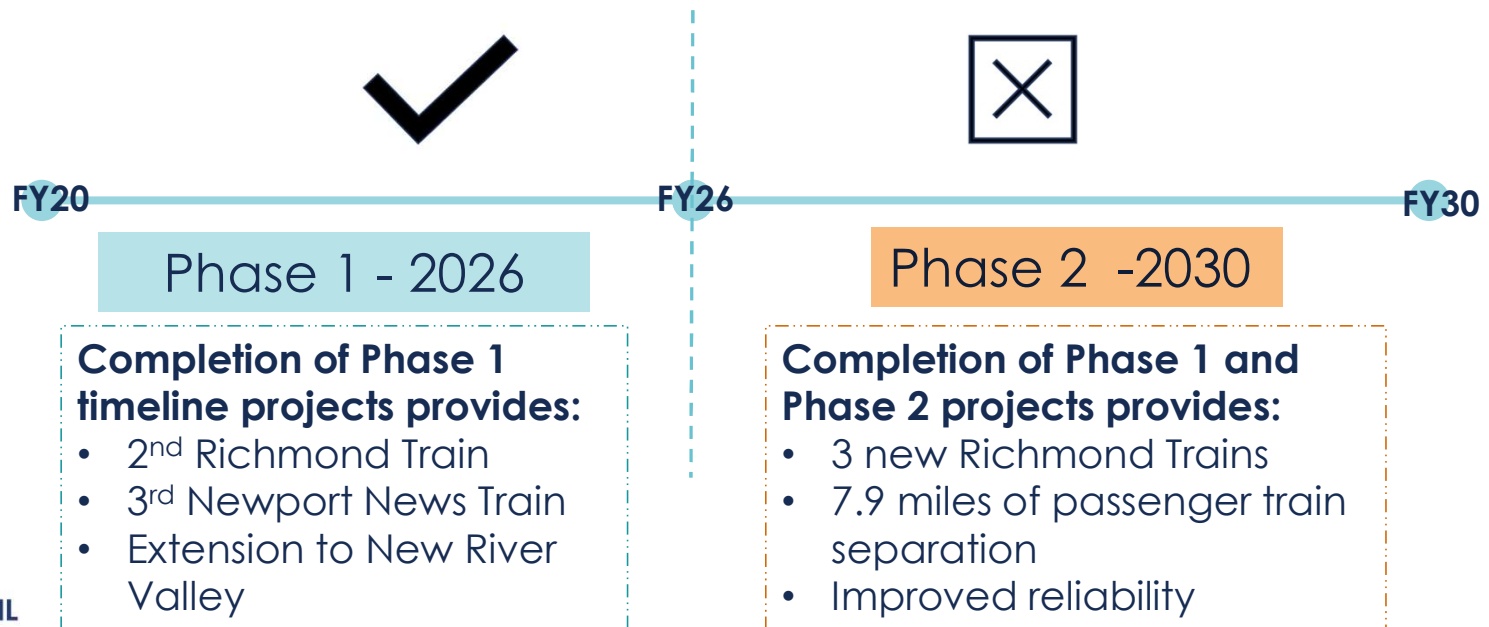 FY20
FY26
FY30
Phase 1 - 2026
Completion of Phase 1
timeline projects provides:
• 2nd Richmond Train
• 3rd Newport News Train
• Extension to New River
Valley
Phase 2 -2030
Completion of Phase 1 and
Phase 2 projects provides:
• 3 new Richmond Trains
• 7.9 miles of passenger train
separation
• Improved reliability